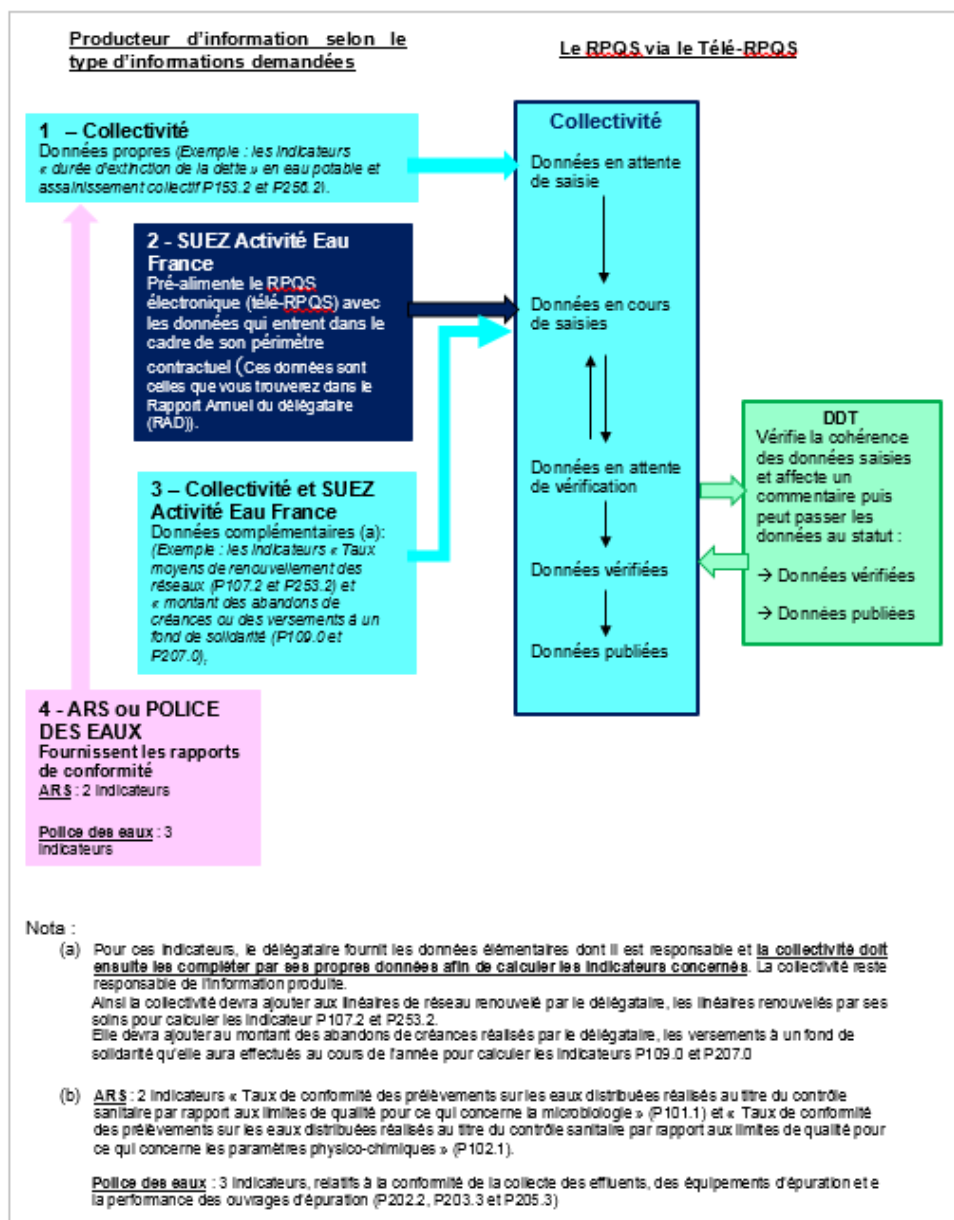 Producteur d'information selon le
type d'informations demandées
Le RPQS via le Télé-RPQS
1 – Collectivité
Données propres (Exemple : les indicateurs
« durée d'extinction de la dette » en eau potable et
assainissement collectif P153.2 et P256.2).
2 - SUEZ Activité Eau
France
Pré-alimente le RPQS
électronique (télé-RPQS) avec
les données qui entrent dans le
cadre de son périmètre
contractuel (Ces données sont
celles que vous trouverez dans le
Rapport Annuel du délégataire
(RAD)).
3 – Collectivité et SUEZ
Activité Eau France
Données complémentaires (a):
(Exemple : les indicateurs « Taux
moyens de renouvellement des
réseaux (P107.2 et P253.2) et
« montant des abandons de
créances ou des versements à un
fond de solidarité (P109.0 et
P207.0),
4 - ARS ou POLICE
DES EAUX
Fournissent les rapports
de conformité
ARS : 2 indicateurs
Police des eaux : 3
indicateurs
Collectivité
Données en attente
de saisie
Données en cours
de saisies
Données en attente
de vérification
Données vérifiées
Données publiées
DDT
Vérifie la cohérence
des données saisies
et affecte un
commentaire puis
peut passer les
données au statut :
→ Données vérifiées
→ Données publiées
Nota :
(a) Pour ces indicateurs, le délégataire fournit les données élémentaires dont il est responsable et la collectivité doit
ensuite les compléter par ses propres données afin de calculer les indicateurs concernés. La collectivité reste
responsable de l'information produite.
Ainsi la collectivité devra ajouter aux linéaires de réseau renouvelé par le délégataire, les linéaires renouvelés par ses
soins pour calculer les indicateur P107.2 et P253.2.
Elle devra ajouter au montant des abandons de créances réalisés par le délégataire, les versements à un fond de
solidarité qu'elle aura effectués au cours de l'année pour calculer les indicateurs P109.0 et P207.0
(b) ARS : 2 indicateurs « Taux de conformité des prélèvements sur les eaux distribuées réalisés au titre du contrôle
sanitaire par rapport aux limites de qualité pour ce qui concerne la microbiologie » (P101.1) et « Taux de conformité
des prélèvements sur les eaux distribuées réalisés au titre du contrôle sanitaire par rapport aux limites de qualité pour
ce qui concerne les paramètres physico-chimiques » (P102.1).
Police des eaux : 3 indicateurs, relatifs à la conformité de la collecte des effluents, des équipements d'épuration et e
la performance des ouvrages d'épuration (P202.2, P203.3 et P205.3)